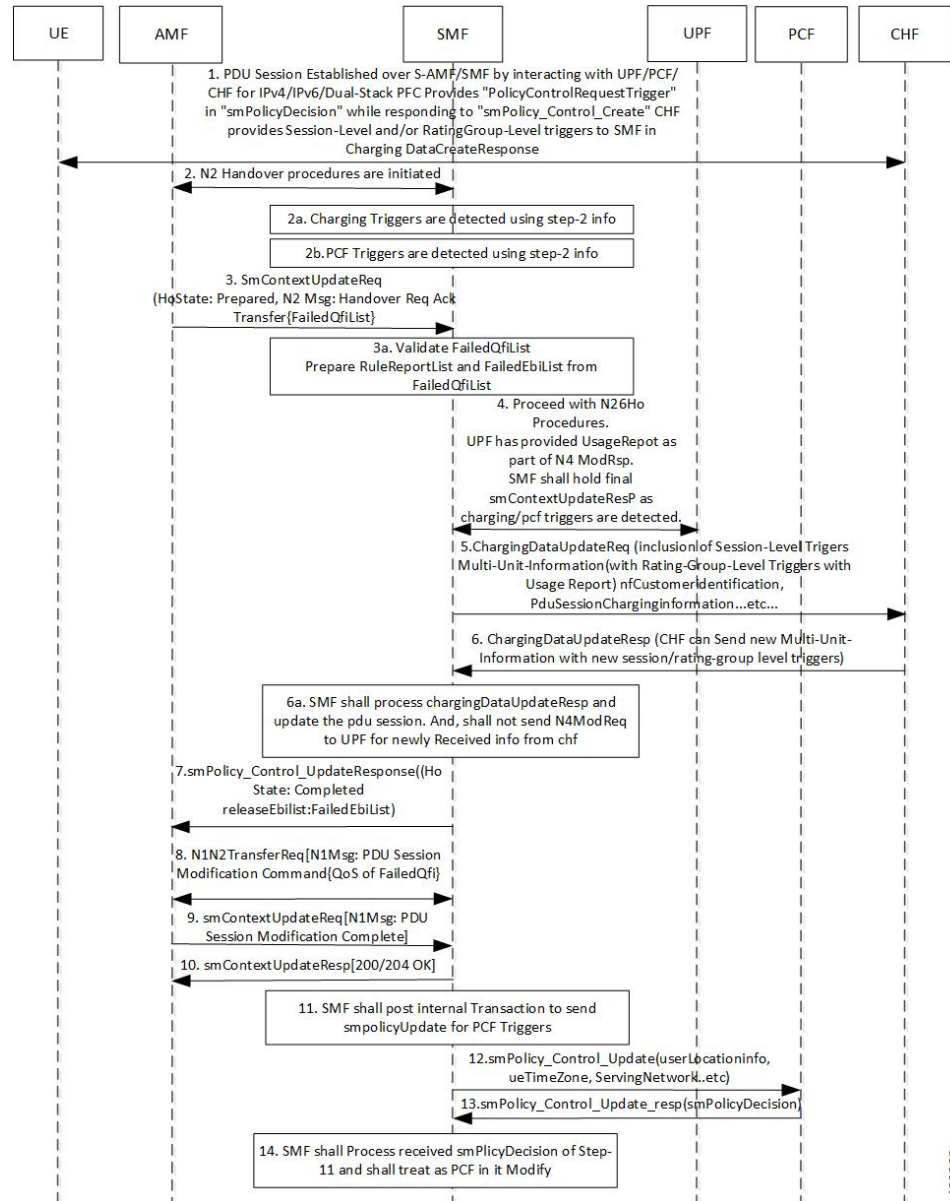 UE
AMF
SMF
UPF
PCF
CHF
1. PDU Session Established over S-AMF/SMF by interacting with UPF/PCF/
CHF for IPv4/IPv6/Dual-Stack PFC Provides "PolicyControlRequestTrigger"
in "smPolicyDecision" while responding to "smPolicy_Control_Create" CHF
provides Session-Level and/or RatingGroup-Level triggers to SMF in
Charging DataCreateResponse
2. N2 Handover procedures are initiated
2a. Charging Triggers are detected using step-2 info
2b.PCF Triggers are detected using step-2 info
3. SmContextUpdateReq
(HoState: Prepared, N2 Msg: Handover Req Ack
Transfer{FailedQfiList}
3a. Validate FailedQfiList
Prepare RuleReportList and FailedEbiList from
FailedQfiList
4. Proceed with N26Ho
Procedures.
UPF has provided UsageRepot as
part of N4 ModRsp.
SMF shall hold final
smContextUpdateResP as
charging/pcf triggers are detected.
5.ChargingDataUpdateReq (inclusion of Session-Level Trigers
Multi-Unit-Information(with Rating-Group-Level Triggers with
Usage Report) nfCustomerIdentification,
PduSessionCharginginformation...etc...
6. ChargingDataUpdateResp (CHF can Send new Multi-Unit-
Information with new session/rating-group level triggers)
6a. SMF shall process chargingDataUpdateResp and
update the pdu session. And, shall not send N4ModReq
to UPF for newly Received info from chf
7.smPolicy_Control_UpdateResponse((Ho
State: Completed
releaseEbilist:FailedEbiList)
8. N1N2TransferReq[N1Msg: PDU Session
Modification Command{QoS of FailedQfi}
9. smContextUpdateReq[N1Msg: PDU
Session Modification Complete]
10. smContextUpdateResp[200/204 OK]
11. SMF shall post internal Transaction to send
smpolicyUpdate for PCF Triggers
12.smPolicy_Control_Update(userLocationinfo,
ueTimeZone, ServingNetwork..etc)
13.smPolicy_Control_Update_resp(smPolicyDecision)
14. SMF shall Process received smPlicyDecision of Step-
11 and shall treat as PCF in it Modify